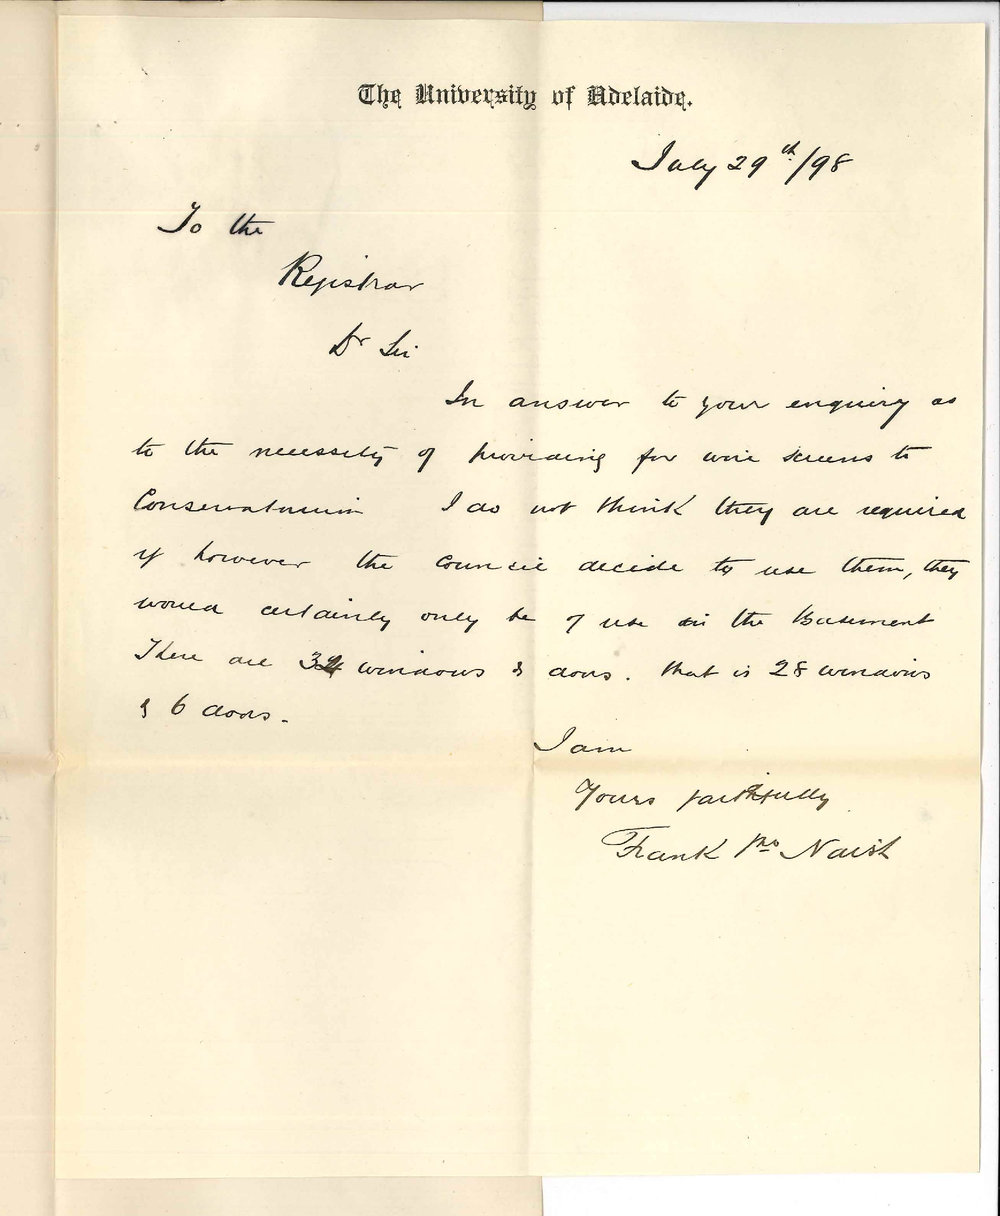 The University of Adelaide.
July 29th/98
To the
Registrar
Dr Sir
In answer to your enquiry as
to the necessity of providing for wire screens to
Conservatorium I do not think they are required
if however the Council decide to use them, they
would certainly only be of use in the Basement
There are 34 windows & doors. that is 28 windows
& 6 doors.
I am
Yours faithfully
Frank Naish